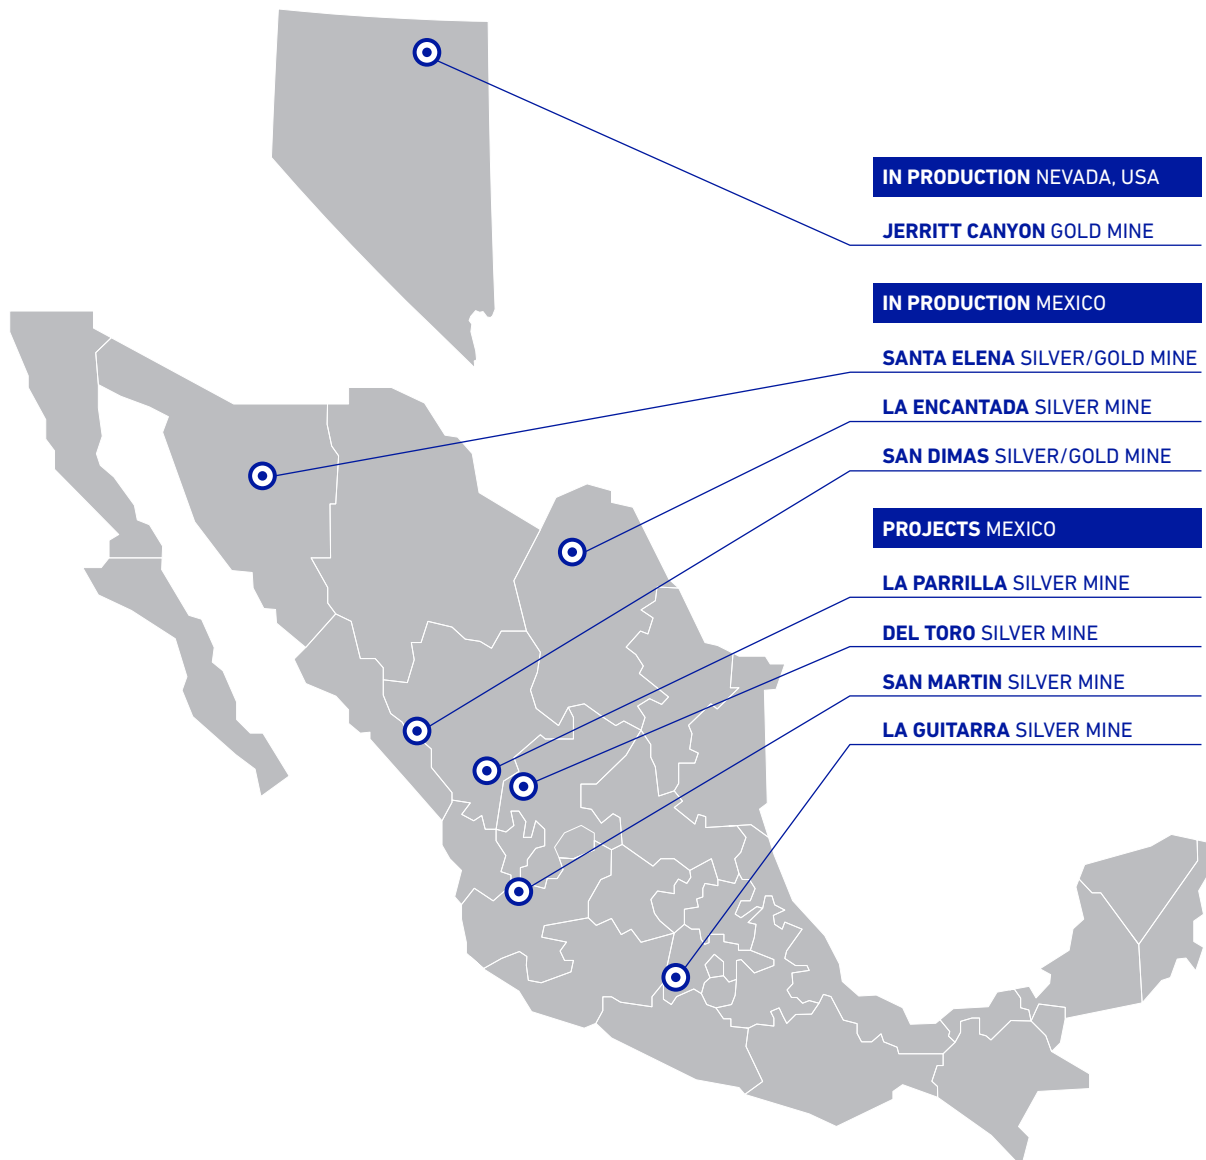 IN PRODUCTION NEVADA, USA
JERRITT CANYON GOLD MINE
IN PRODUCTION MEXICO
SANTA ELENA SILVER/GOLD MINE
LA ENCANTADA SILVER MINE
SAN DIMAS SILVER/GOLD MINE
PROJECTS MEXICO
LA PARRILLA SILVER MINE
DEL TORO SILVER MINE
SAN MARTIN SILVER MINE
LA GUITARRA SILVER MINE